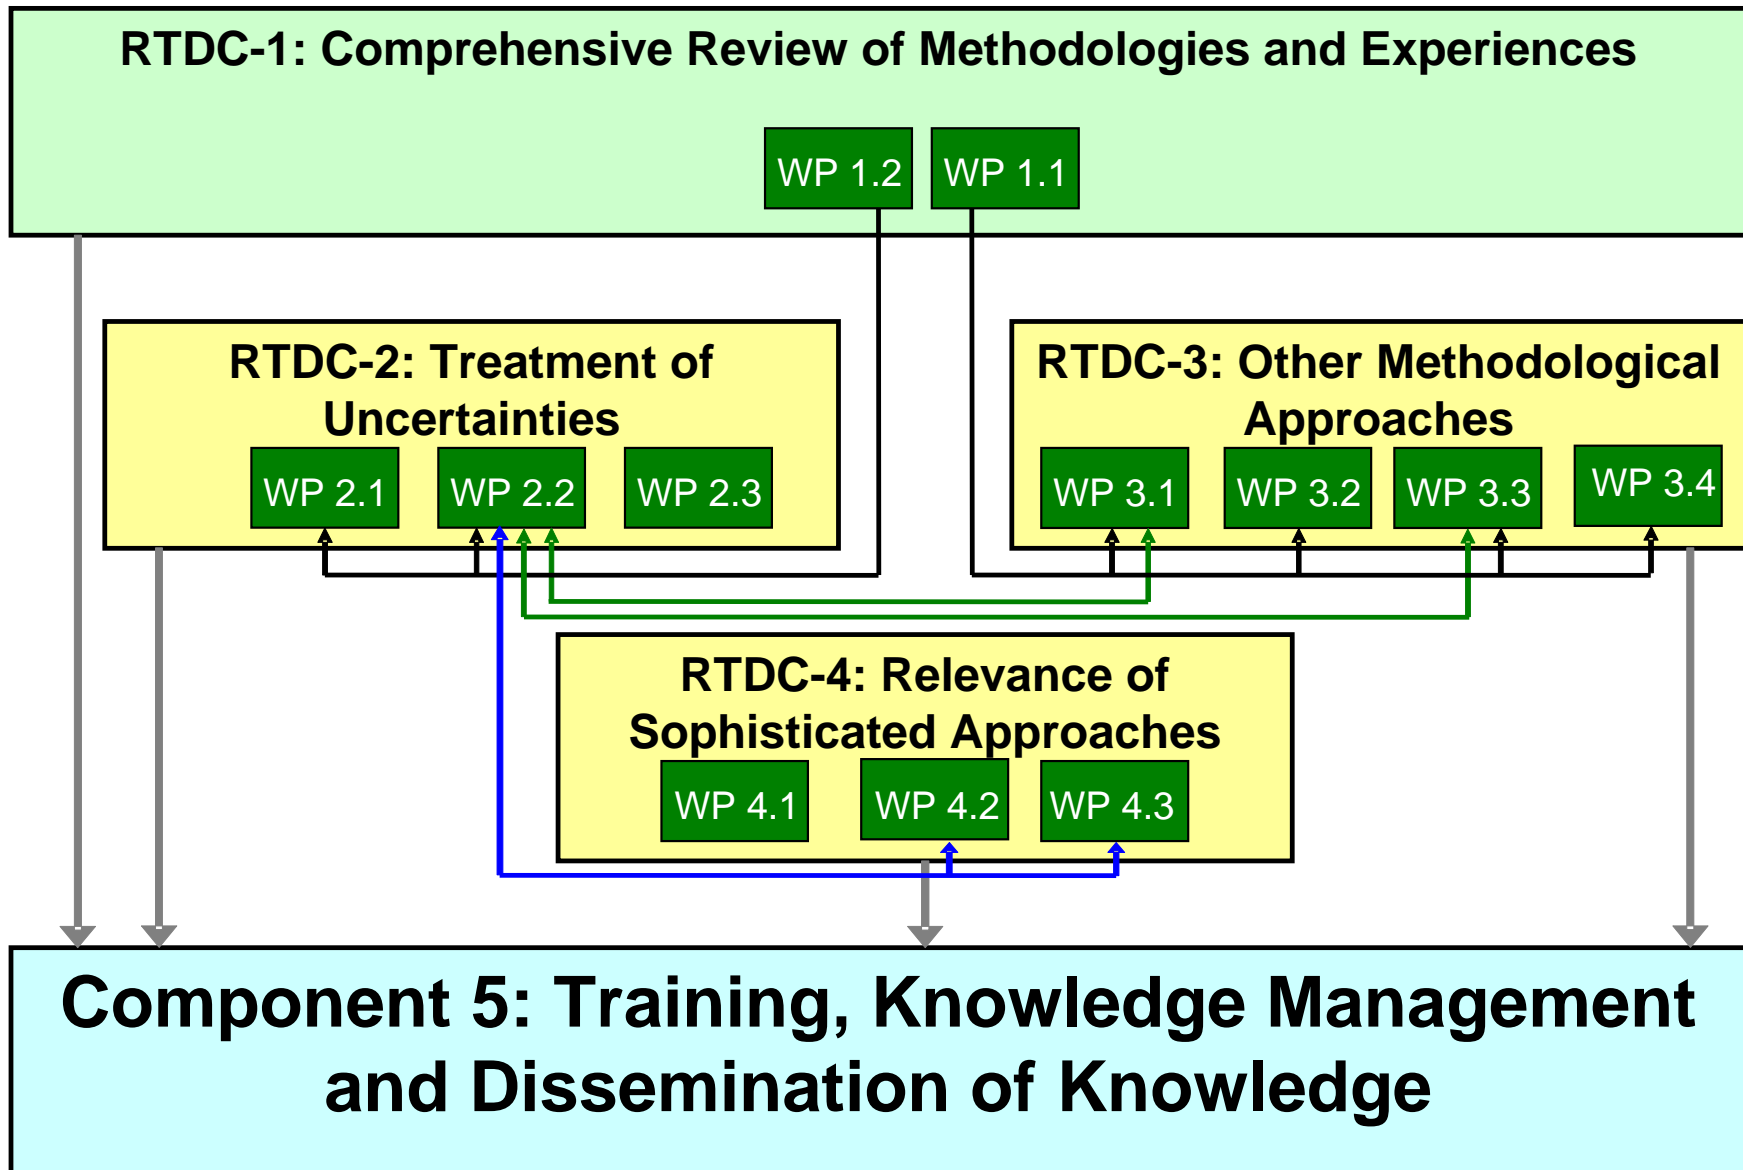 RTDC-1: Comprehensive Review of Methodologies and Experiences
WP 1.2
WP 1.1
RTDC-2: Treatment of
Uncertainties
WP 2.1
WP 2.2
WP 2.3
RTDC-3: Other Methodological
Approaches
WP 3.1
WP 3.2
WP 3.3
WP 3.4
RTDC-4: Relevance of
Sophisticated Approaches
WP 4.1
WP 4.2
WP 4.3
Component 5: Training, Knowledge Management
and Dissemination of Knowledge